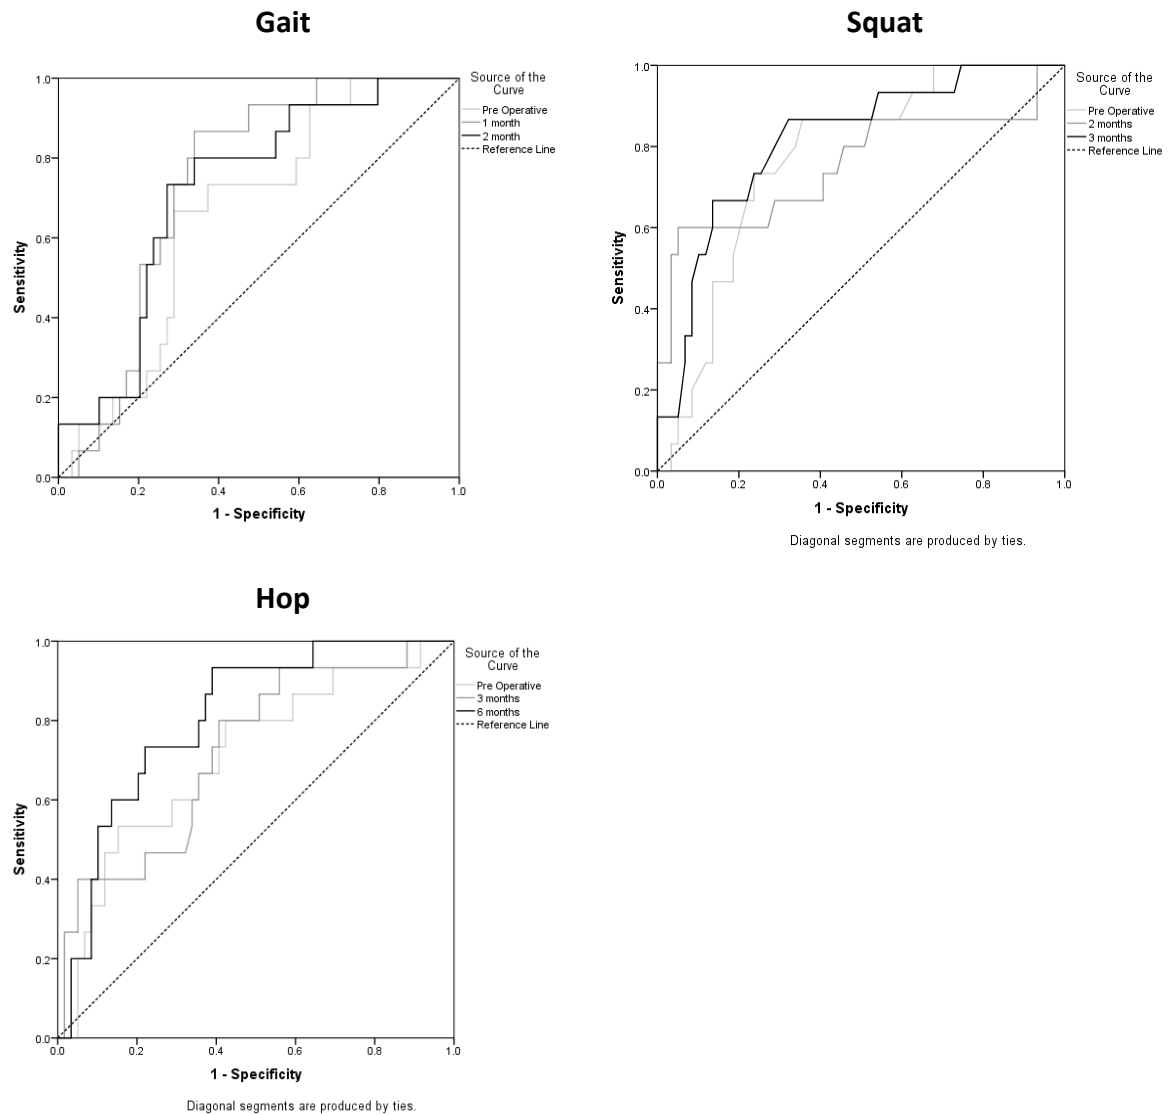 Gait
Source of the
Curve
Pre Operative
1 month
2 month
Reference Line
Sensitivity
1.0
0.8
0.6
0.4
0.2
0.0
0.0 0.2 0.4 0.6 0.8 1.0
1 - Specificity
Squat
Source of the
Curve
Pre Operative
2 months
3 months
Reference Line
Sensitivity
1.0
0.8
0.6
0.4
0.2
0.0
0.0 0.2 0.4 0.6 0.8 1.0
1 - Specificity
Diagonal segments are produced by ties.
Hop
Source of the
Curve
Pre Operative
3 months
6 months
Reference Line
Sensitivity
1.0
0.8
0.6
0.4
0.2
0.0
0.0 0.2 0.4 0.6 0.8 1.0
1 - Specificity
Diagonal segments are produced by ties.